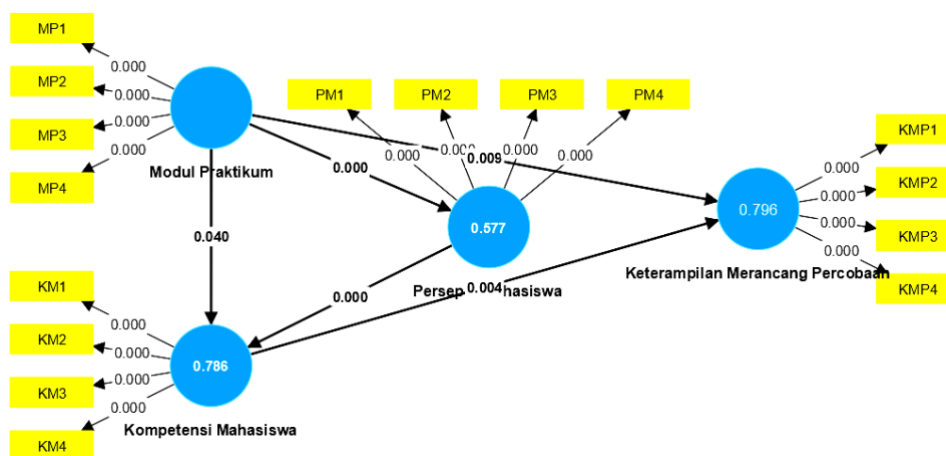 MP1
MP2
MP3
MP4
0.000
0.000
0.000
0.000
Modul Praktikum
PM1
PM2
PM3
PM4
0.000
0.000
0.000
0.009
0.000
0.040
0.577
0.000
0.004
KMP1
KMP2
KMP3
KMP4
0.000
0.000
0.000
0.000
0.796
Keterampilan Merancang Percobaan
KM1
KM2
KM3
KM4
0.000
0.000
0.000
0.000
0.786
Kompetensi Mahasiswa